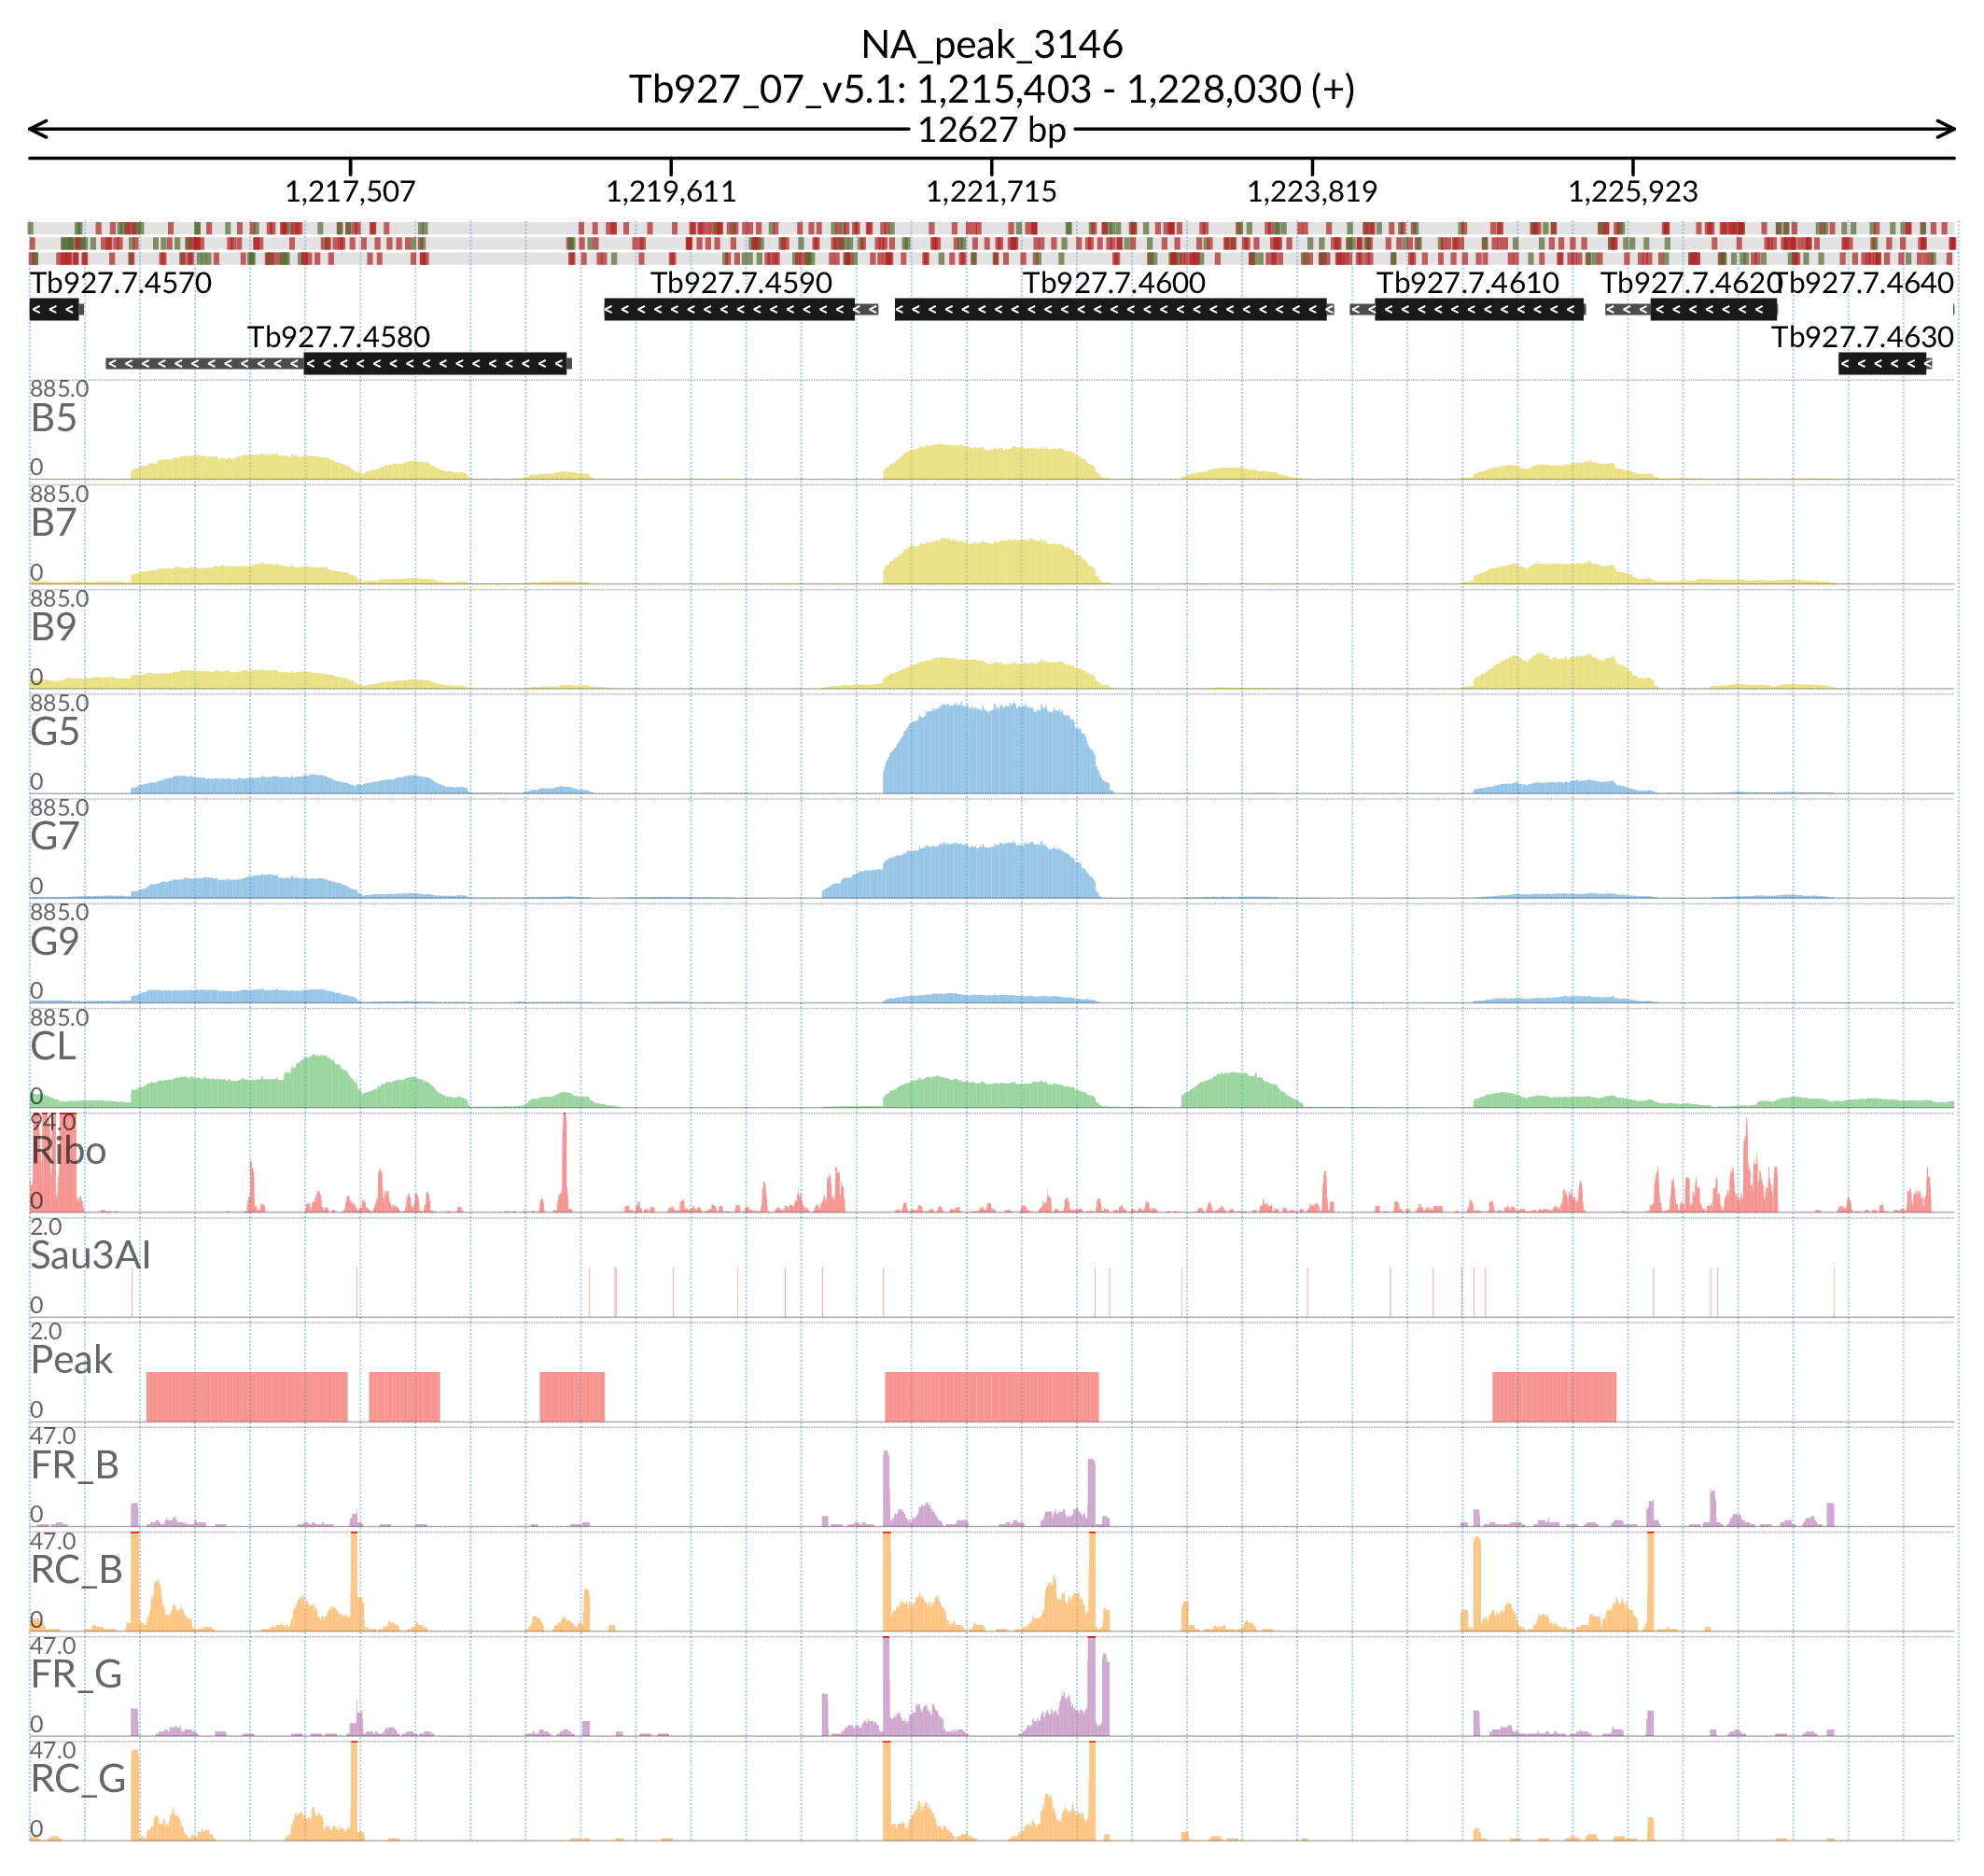 NA_peak_3146
Tb927_07_v5.1: 1,215,403 - 1,228,030 (+)
12627 bp
1,217,507 1,219,611 1,221,715 1,223,819 1,225,923
Tb927.7.4570 Tb927.7.4590 Tb927.7.4600 Tb927.7.4610 Tb927.7.4620 Tb927.7.4640
Tb927.7.4580 Tb927.7.4630
885.0
B5
0
885.0
B7
0
885.0
B9
0
885.0
G5
0
885.0
G7
0
885.0
G9
0
885.0
CL
0
94.0
Ribo
0
2.0
Sau3AI
0
2.0
Peak
0
47.0
FR_B
0
47.0
RC_B
0
47.0
FR_G
0
47.0
RC_G
0